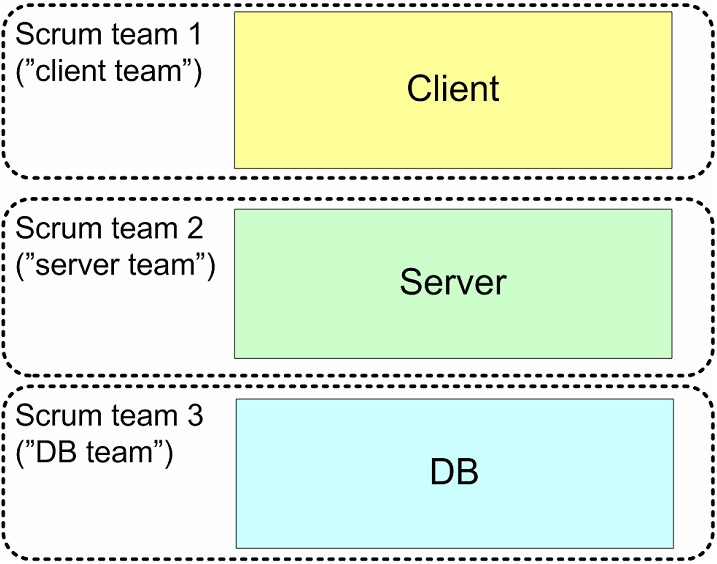 Scrum team 1
(”client team”)
Client
Scrum team 2
(”server team”)
Server
Scrum team 3
(”DB team”)
DB